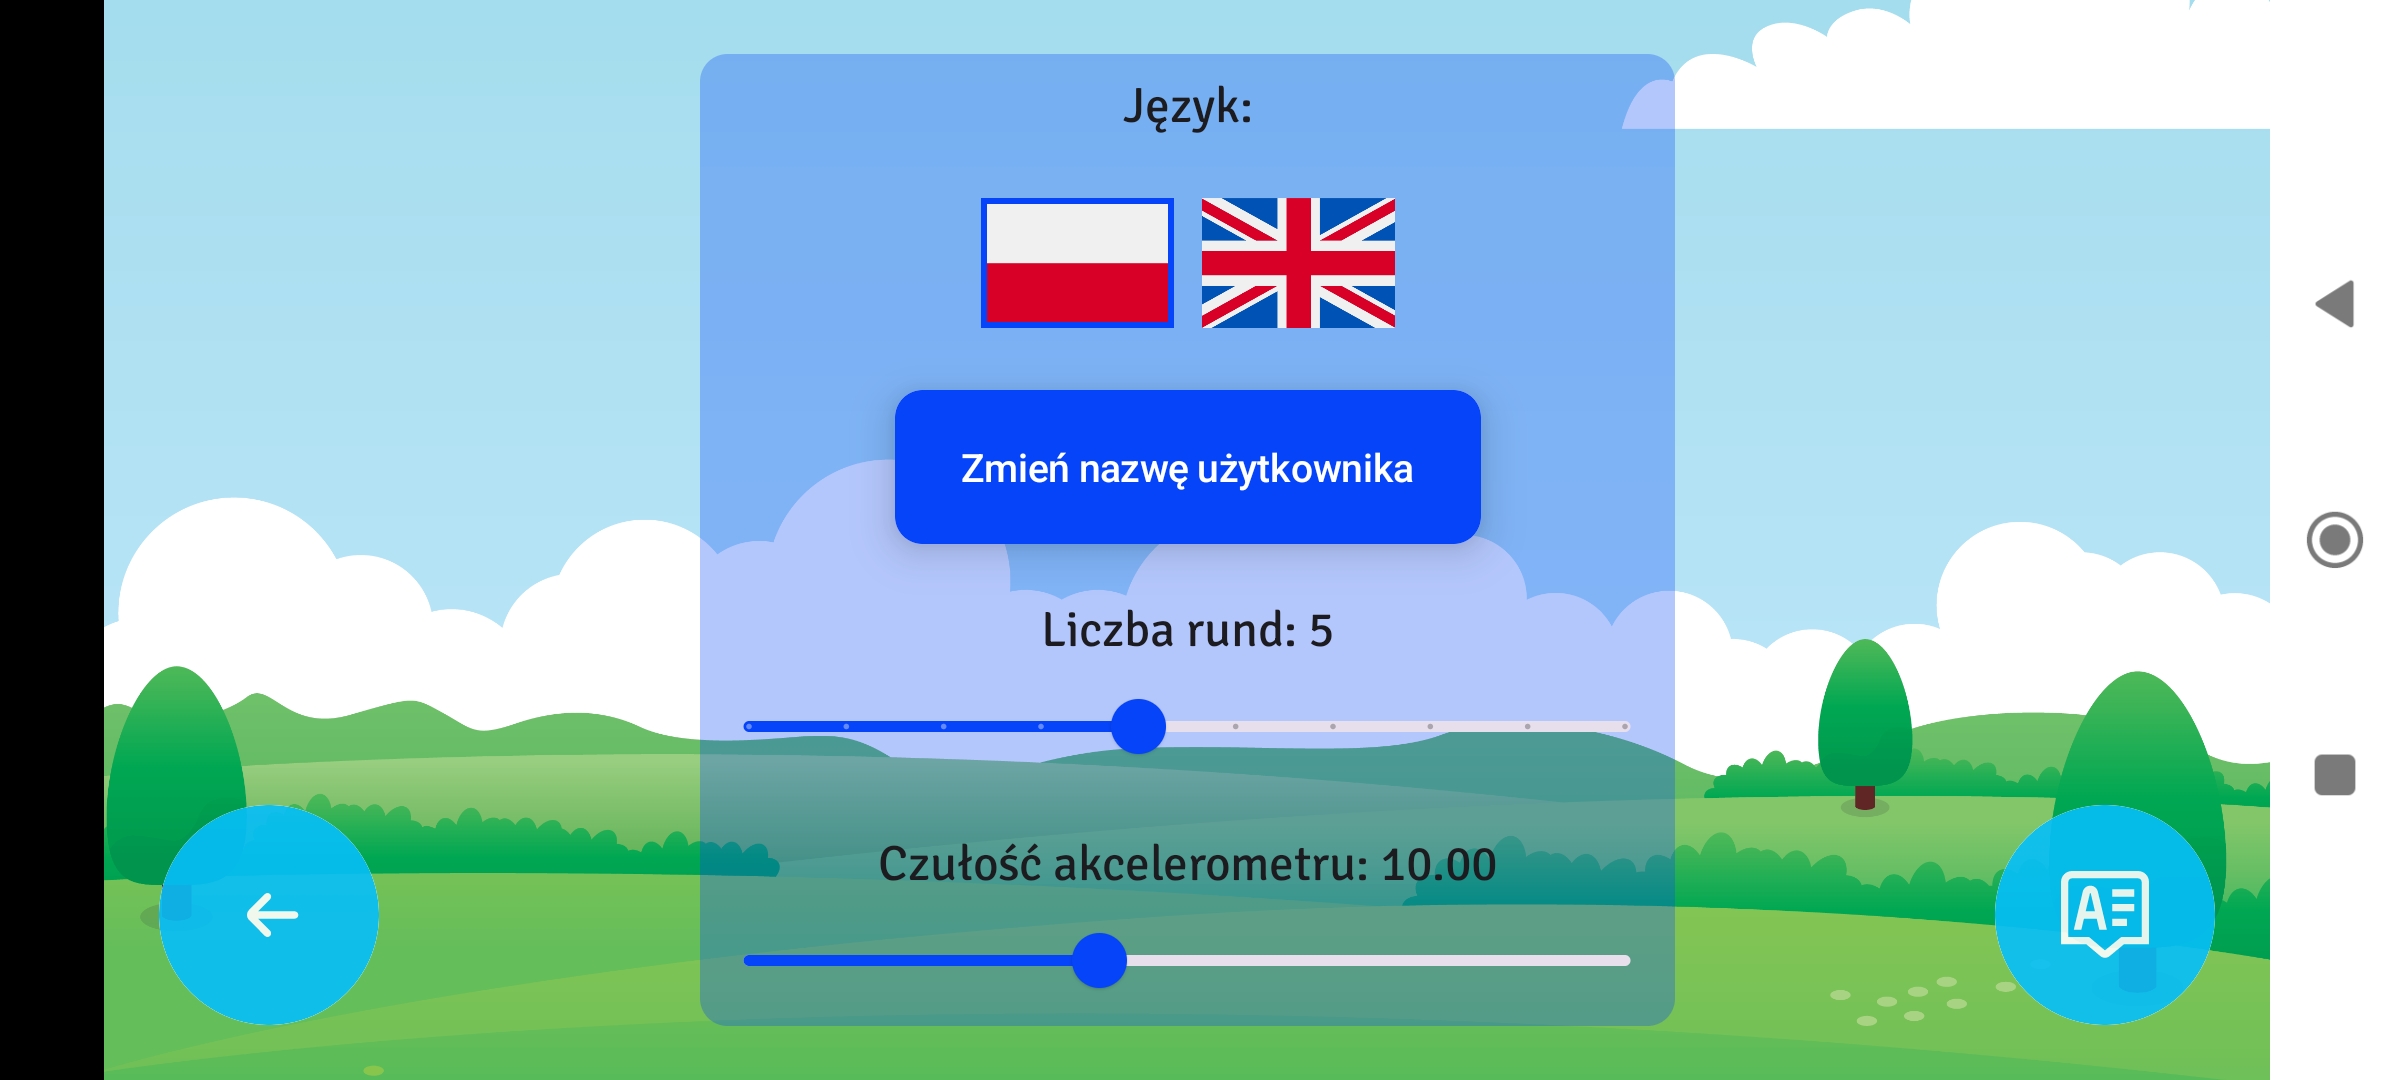 Język:
Zmień nazwę użytkownika
Liczba rund: 5
Czułość akcelerometru: 10.00
A